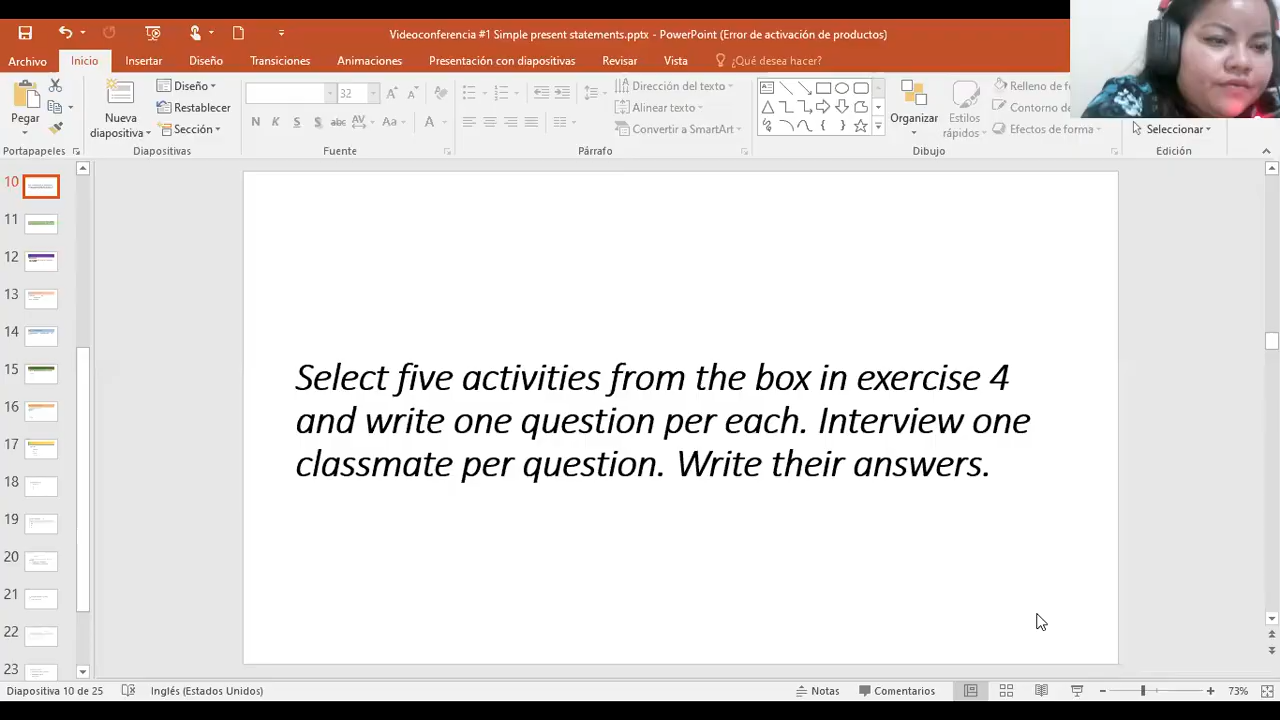 Videoconferencia #1 Simple present statements.pptx - PowerPoint (Error de activación de productos)
Archivo Inicio Insertar Diseño Transiciones Animaciones Presentación con diapositivas Revisar Vista ¿Qué desea hacer?
Pegar
Nueva diapositiva
Diseño
Restablecer
Sección
32
N K S S abc AV Aa A
Dirección del texto
Alinear texto
Convertir a SmartArt
Organizar
Estilos rápidos
Relleno de
Contorno de
Efectos de forma
Seleccionar
Portapapeles Diapositivas Fuente Párrafo Dibujo Edición
10
11
12
13
14
15
16
17
18
19
20
21
22
23
Select five activities from the box in exercise 4
and write one question per each. Interview one
classmate per question. Write their answers.
Diapositiva 10 de 25 Inglés (Estados Unidos) Notas Comentarios 73%